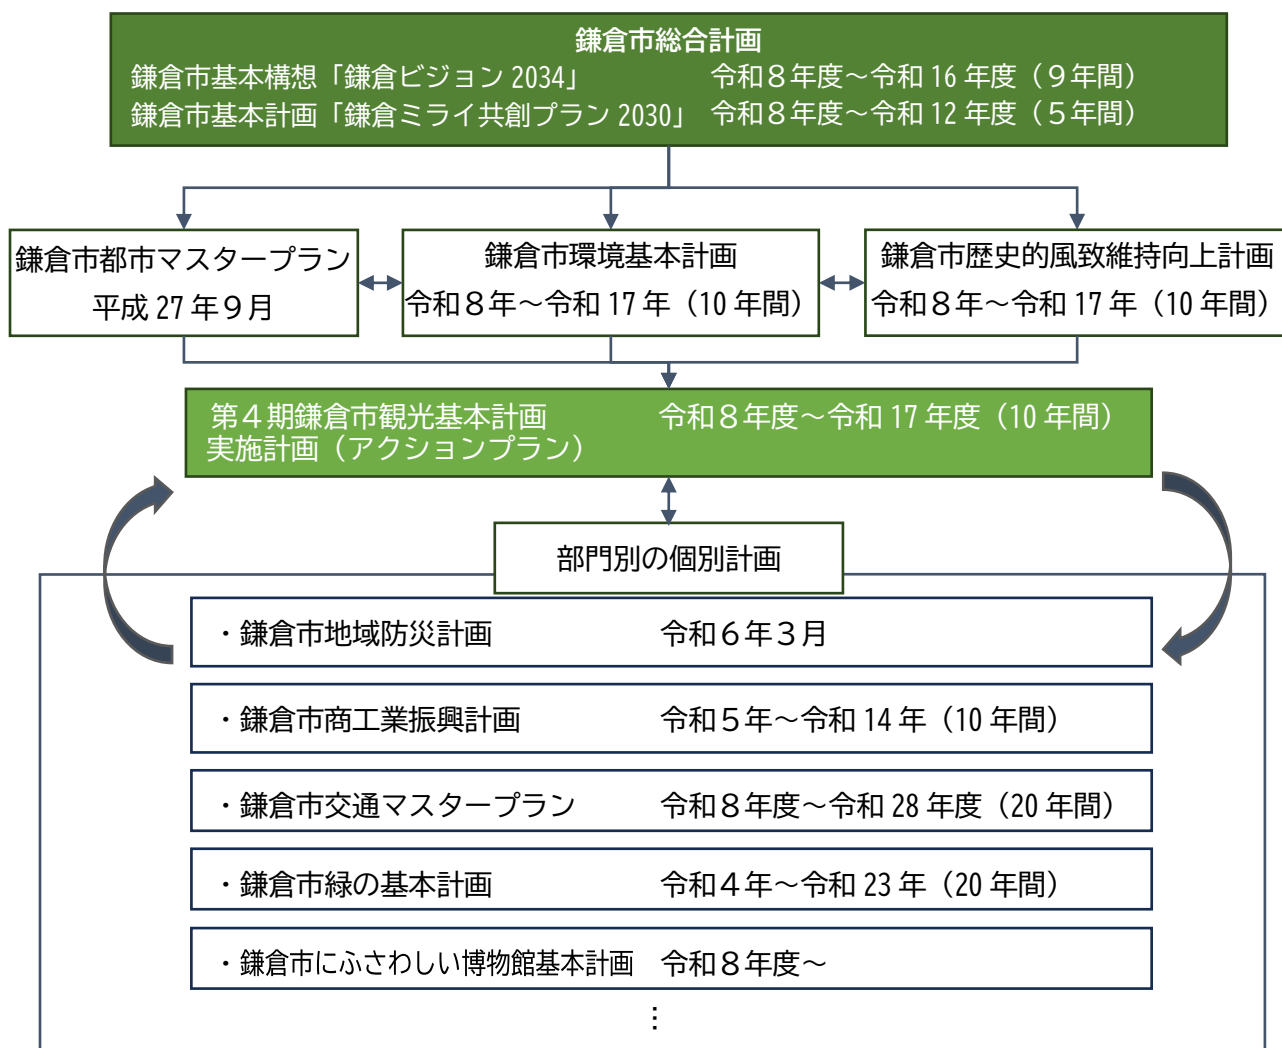 鎌倉市総合計画
鎌倉市基本構想「鎌倉ビジョン 2034」 令和８年度～令和 16 年度（９年間）
鎌倉市基本計画「鎌倉ミライ共創プラン 2030」 令和８年度～令和 12 年度（５年間）
鎌倉市都市マスタープラン
平成 27 年９月
鎌倉市環境基本計画
令和８年～令和 17 年（10 年間）
鎌倉市歴史的風致維持向上計画
令和８年～令和 17 年（10 年間）
第４期鎌倉市観光基本計画 令和８年度～令和 17 年度（10 年間）
実施計画（アクションプラン）
部門別の個別計画
・鎌倉市地域防災計画 令和６年３月
・鎌倉市商工業振興計画 令和５年～令和 14 年（10 年間）
・鎌倉市交通マスタープラン 令和８年度～令和 28 年度（20 年間）
・鎌倉市緑の基本計画 令和４年～令和 23 年（20 年間）
・鎌倉市にふさわしい博物館基本計画 令和８年度～
…